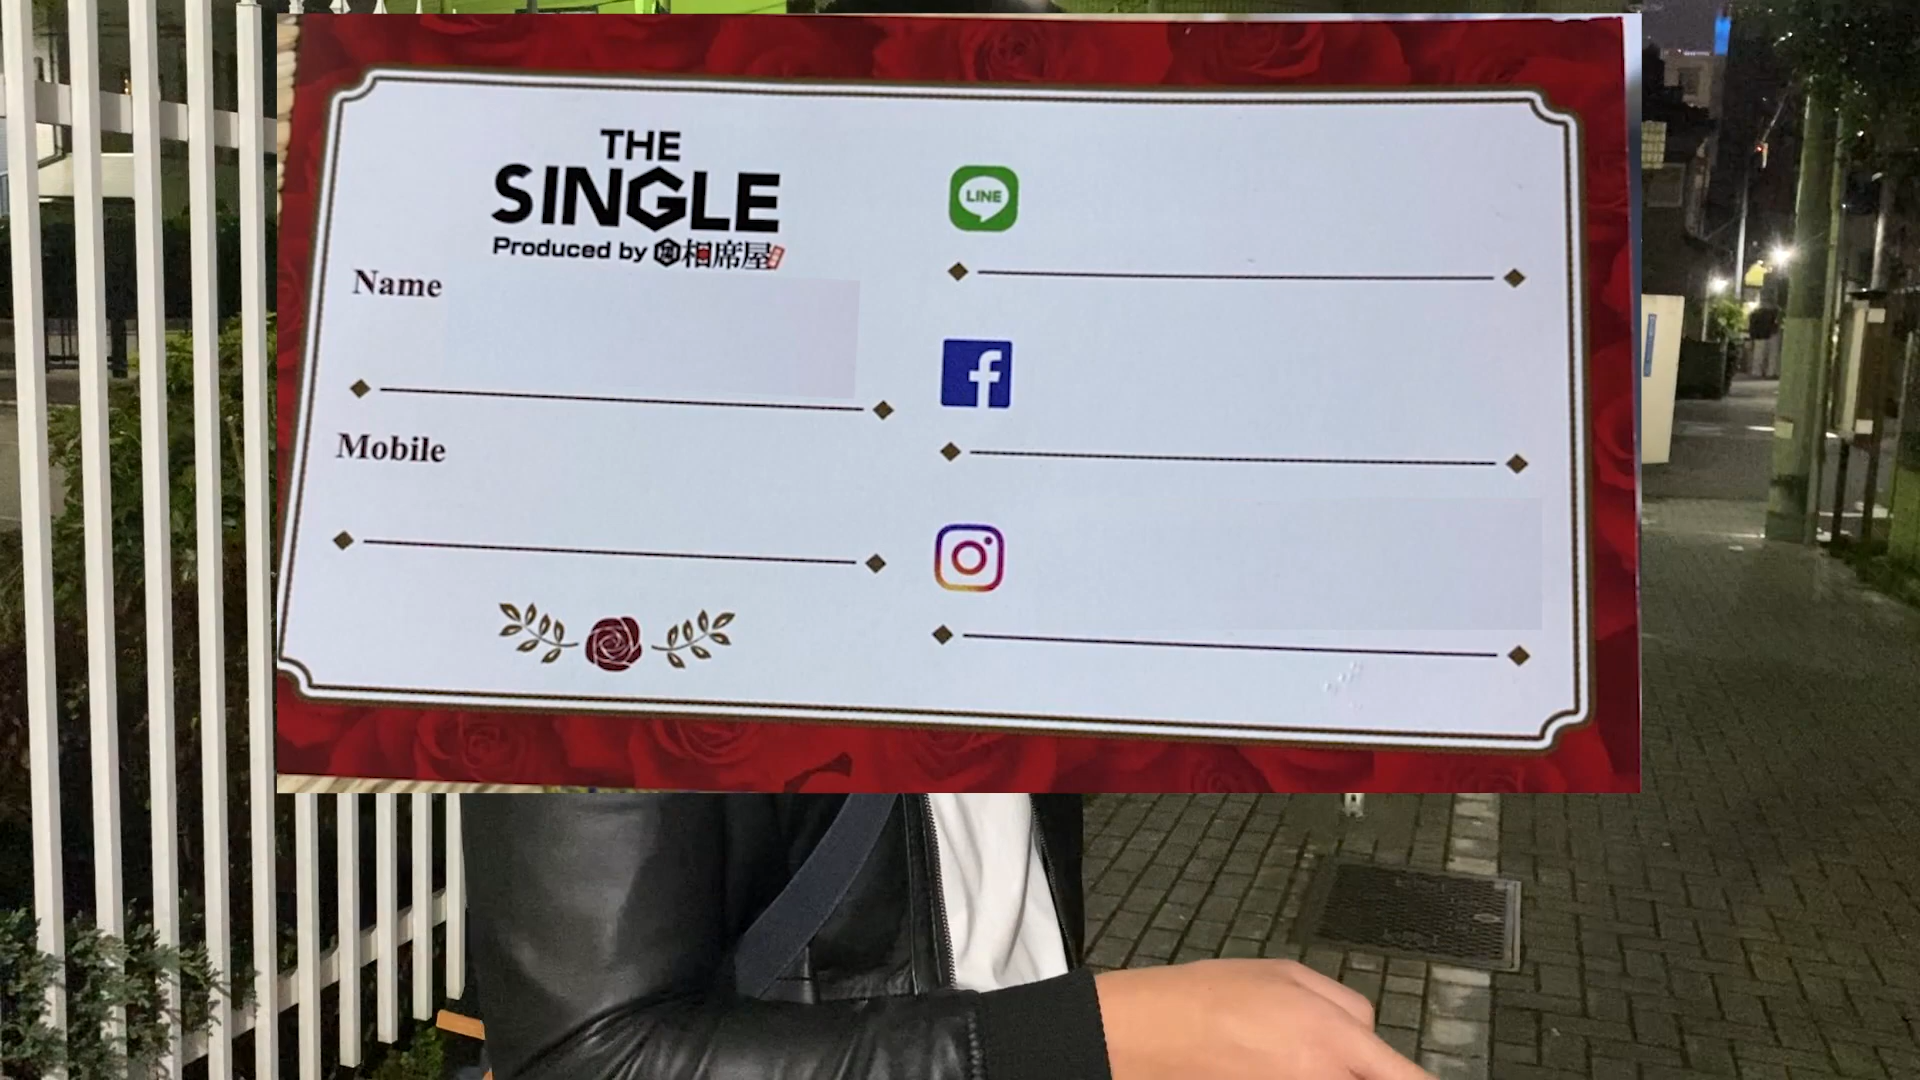 THE
SINGLE
Produced by 相席屋
Name
Mobile
LINE